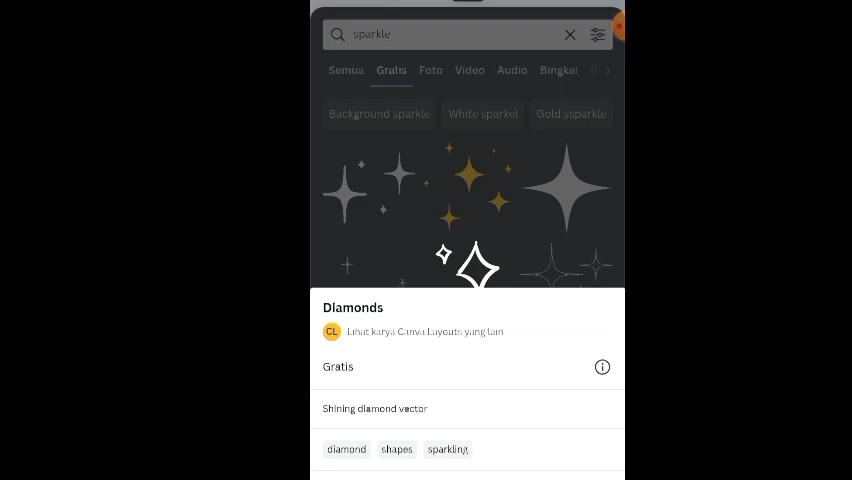 sparkle
Semua Gratis Foto Video Audio Bingkai
Background sparkle White sparkel Gold ssparkle
Diamonds
CL Lihat karya Canva Layouts yang lain
Gratis
Shining diamond vector
diamond shapes sparkling